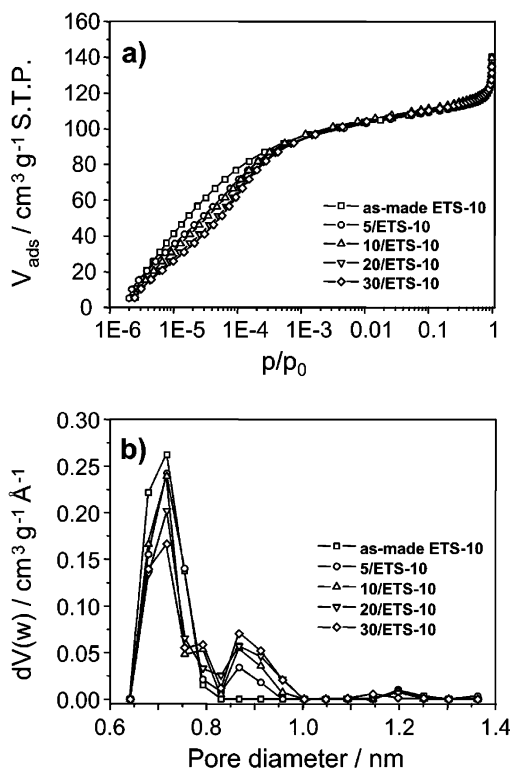 a)
V_ads / cm³ g⁻¹ S.T.P.
160
140
120
100
80
60
40
20
0
as-made ETS-10
5/ETS-10
10/ETS-10
20/ETS-10
30/ETS-10
1E-6 1E-5 1E-4 1E-3 0.01 0.1 1
p/p₀
b)
dV(w) / cm³ g⁻¹ Å⁻¹
0.30
0.25
0.20
0.15
0.10
0.05
0.00
as-made ETS-10
5/ETS-10
10/ETS-10
20/ETS-10
30/ETS-10
0.6 0.8 1.0 1.2 1.4
Pore diameter / nm